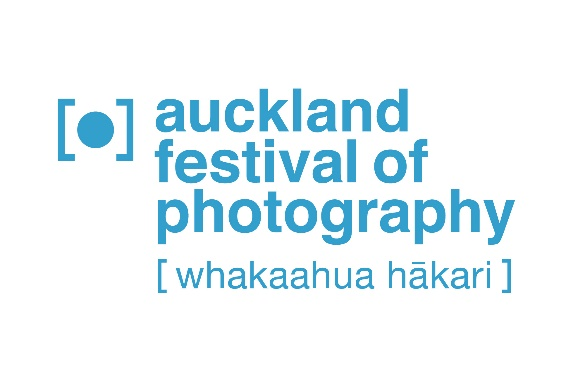 auckland
festival of
photography
[ whakaahua hākari ]